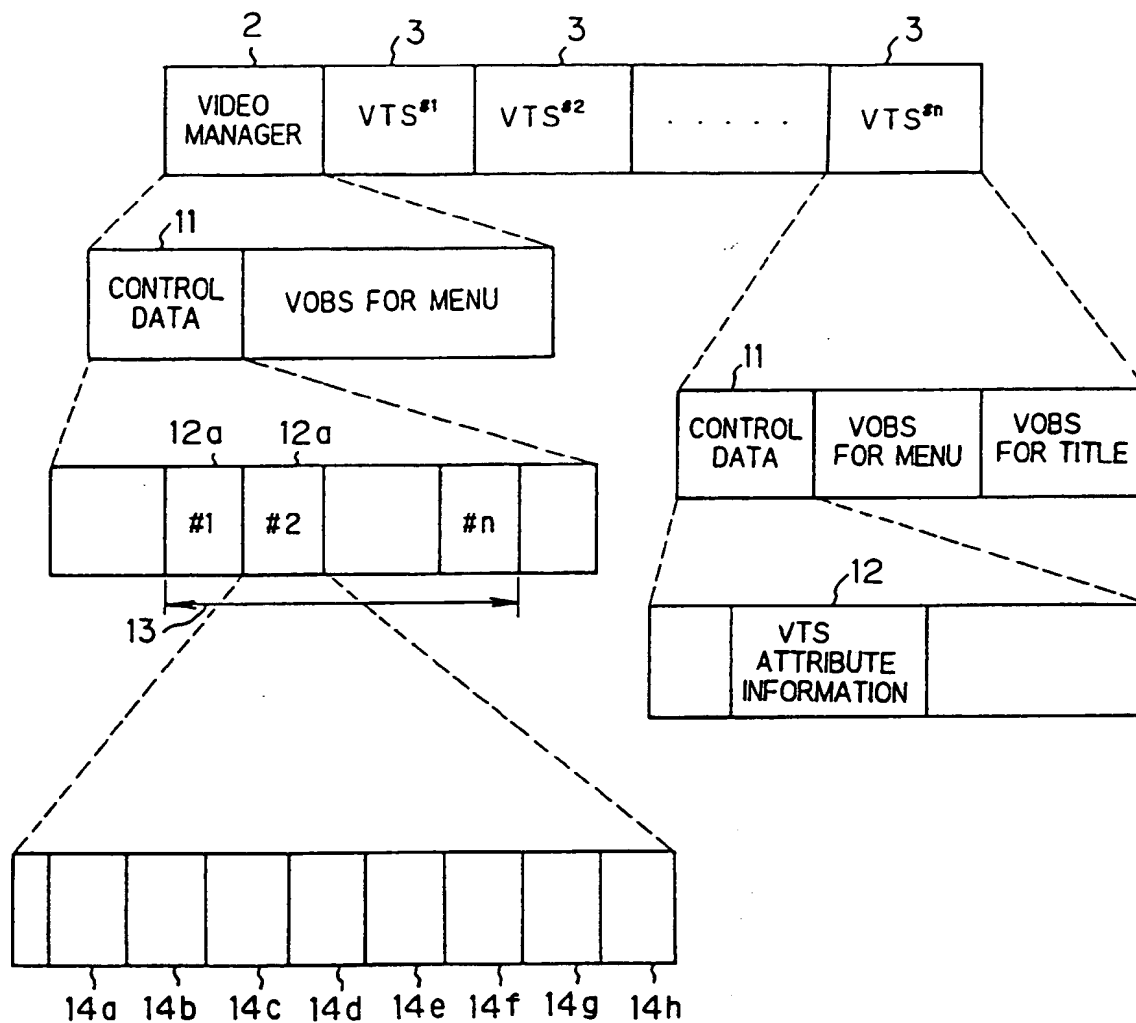 2 3 3 3
VIDEO
MANAGER
VTS#1 VTS#2 . . . . . VTS#n
11
CONTROL
DATA
VOBS FOR MENU
11
CONTROL
DATA
VOBS
FOR MENU
VOBS
FOR TITLE
12a 12a
#1 #2 #n
13
12
VTS
ATTRIBUTE
INFORMATION
14a 14b 14c 14d 14e 14f 14g 14h